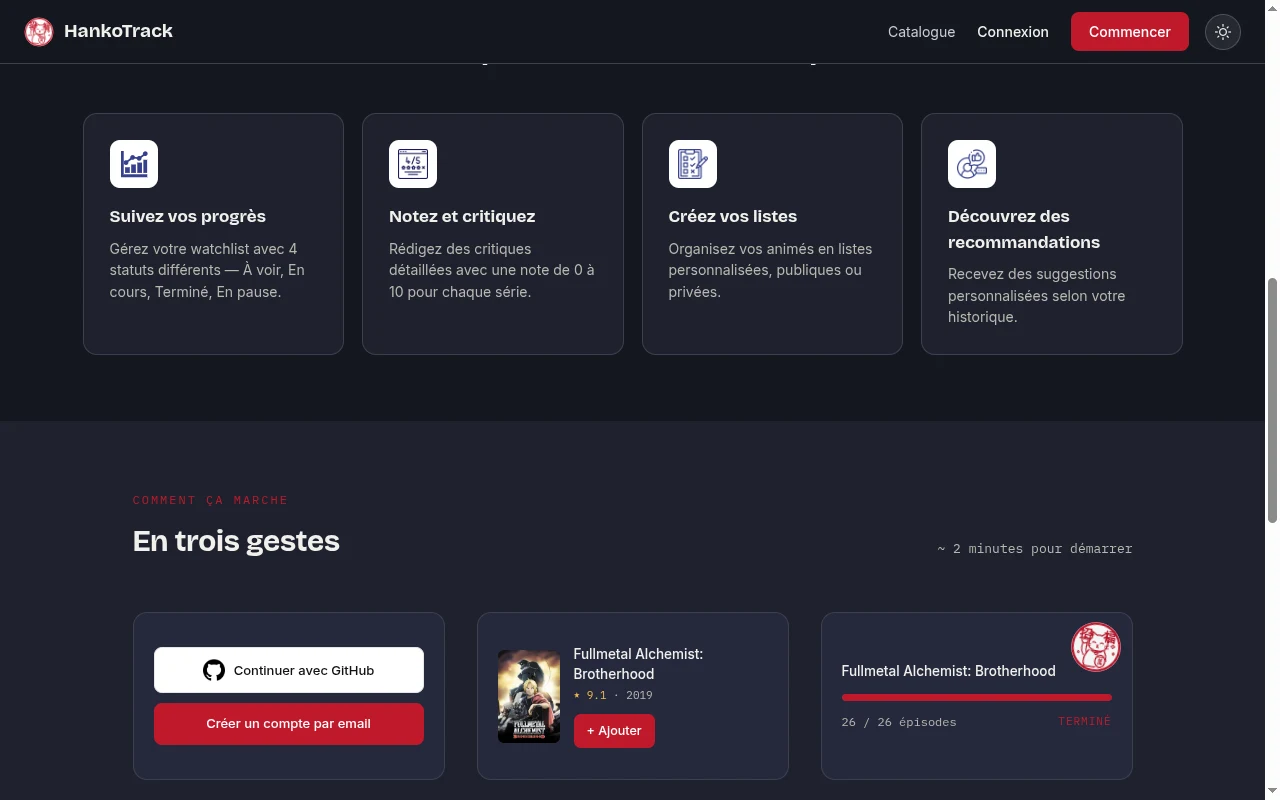 HankoTrack
Catalogue
Connexion
Commencer
4/5
Suivez vos progrès
Gérez votre watchlist avec 4
statuts différents — À voir, En
cours, Terminé, En pause.
Notez et critiquez
Rédigez des critiques
détaillées avec une note de 0 à
10 pour chaque série.
Créez vos listes
Organisez vos animés en listes
personnalisées, publiques ou
privées.
Découvrez des
recommandations
Recevez des suggestions
personnalisées selon votre
historique.
COMMENT ÇA MARCHE
En trois gestes
~ 2 minutes pour démarrer
Continuer avec GitHub
Créer un compte par email
FULLMETAL
ALCHEMIST
Fullmetal Alchemist:
Brotherhood
★ 9.1 · 2019
+ Ajouter
Fullmetal Alchemist: Brotherhood
26 / 26 épisodes
TERMINÉ